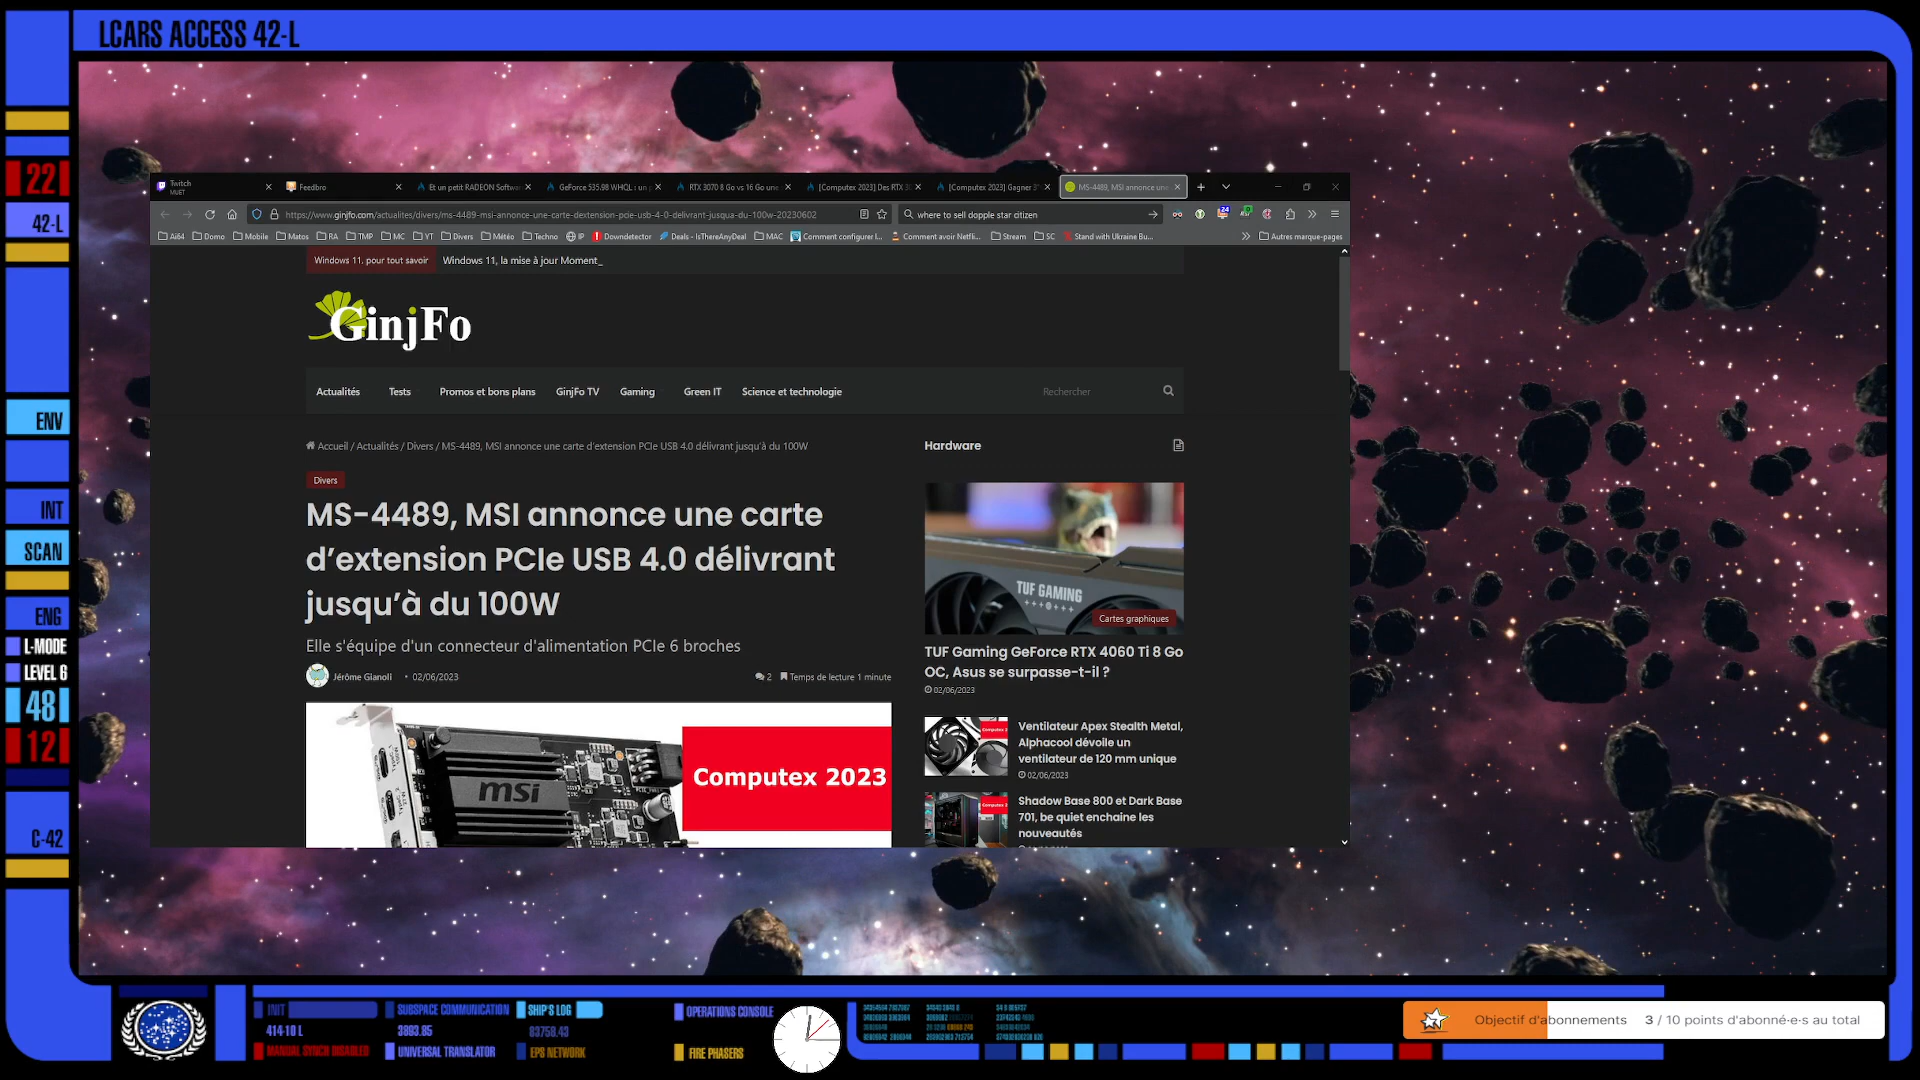 LCARS ACCESS 42-L
22
42-L
ENV
INT
SCAN
ENG
L-MODE
LEVEL 6
48
12
C-42
Twitch
MUET
Feedbro
Et un petit RADEON Softwa
GeForce 535.98 WHQL : un p
RTX 3070 8 Go vs 16 Go une
[Computex 2023] Des RTX 3
[Computex 2023] Gagner 3°
MS-4489, MSI annonce une
https://www.ginjfo.com/actualites/divers/ms-4489-msi-annonce-une-carte-dextension-pcie-usb-4-0-delivrant-jusqua-du-100w-20230602
where to sell dopple star citizen
24
Ai64 Domo Mobile Matos RA TMP MC YT Divers Météo Techno IP Downdetector Deals - IsThereAnyDeal MAC Comment configurer l... Comment avoir Netfli... Stream SC Stand with Ukraine Bu... Autres marque-pages
Windows 11, pour tout savoir
Windows 11, la mise à jour Moment_
GinjFo
Actualités Tests Promos et bons plans GinjFo TV Gaming Green IT Science et technologie
Rechercher
Accueil / Actualités / Divers / MS-4489, MSI annonce une carte d'extension PCIe USB 4.0 délivrant jusqu'à du 100W
Divers
MS-4489, MSI annonce une carte
d’extension PCIe USB 4.0 délivrant
jusqu’à du 100W
Elle s'équipe d'un connecteur d'alimentation PCIe 6 broches
Jérôme Gianoli • 02/06/2023
2 Temps de lecture 1 minute
msi
Computex 2023
Hardware
TUF GAMING
Cartes graphiques
TUF Gaming GeForce RTX 4060 Ti 8 Go
OC, Asus se surpasse-t-il ?
02/06/2023
Ventilateur Apex Stealth Metal,
Alphacool dévoile un
ventilateur de 120 mm unique
02/06/2023
Shadow Base 800 et Dark Base
701, be quiet enchaine les
nouveautés
INIT
414-10 L
MANUAL SYNCH DISABLED
SUBSPACE COMMUNICATION
3893.85
UNIVERSAL TRANSLATOR
SHIP'S LOG
83758.43
EPS NETWORK
OPERATIONS CONSOLE
FIRE PHASERS
Objectif d'abonnements 3 / 10 points d'abonné·e·s au total